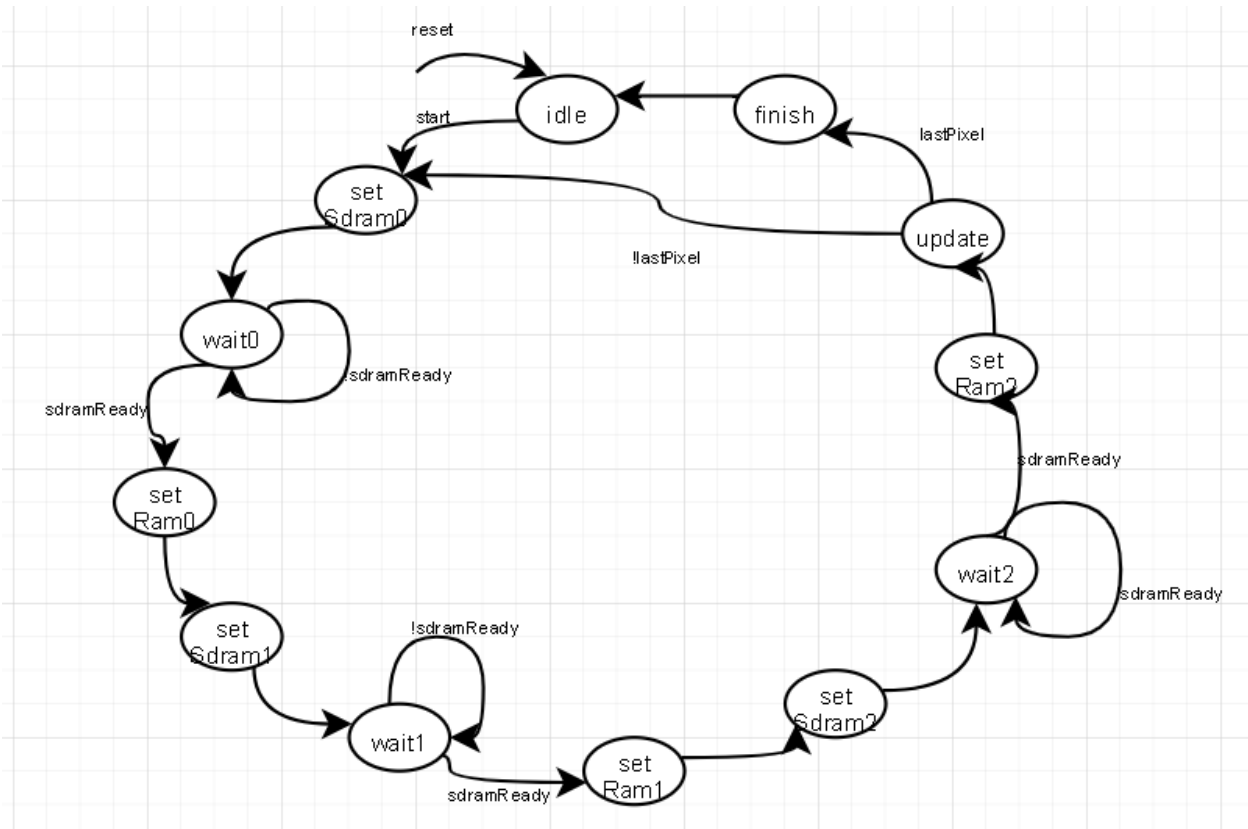 reset
idle
finish
start
lastPixel
set
Sdram0
update
!lastPixel
wait0
!sdramReady
set
Ram2
sdramReady
sdramReady
set
Ram0
wait2
sdramReady
set
Sdram1
!sdramReady
set
Sdram2
wait1
set
Ram1
sdramReady